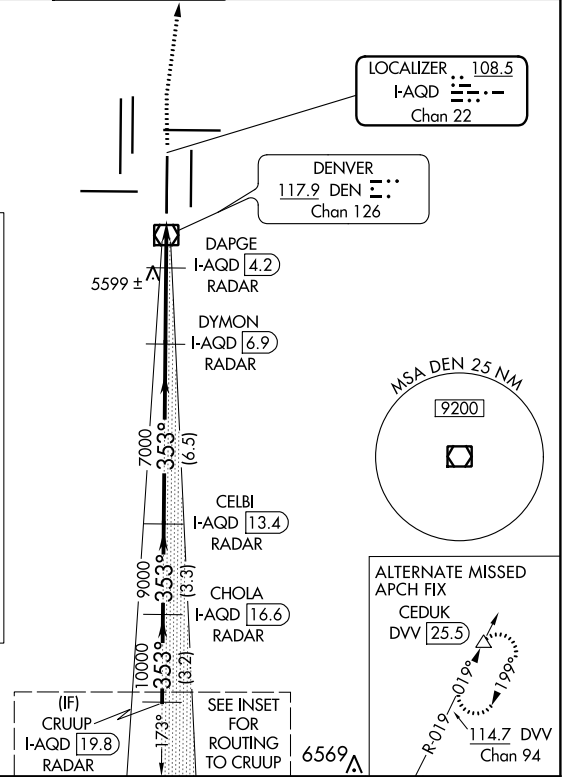 LOCALIZER 108.5
I-AQD
Chan 22
DENVER
117.9 DEN
Chan 126
DAPGE
I-AQD 4.2
RADAR
5599 ±
DYMON
I-AQD 6.9
RADAR
MSA DEN 25 NM
9200
7000
353°
(6.5)
CELBI
I-AQD 13.4
RADAR
9000
353°
(3.3)
CHOLA
I-AQD 16.6
RADAR
10000
353°
(3.2)
(IF)
CRUUP
I-AQD 19.8
RADAR
173°
SEE INSET
FOR
ROUTING
TO CRUUP
6569
ALTERNATE MISSED
APCH FIX
CEDUK
DVV 25.5
019°
199°
R-019
114.7 DVV
Chan 94